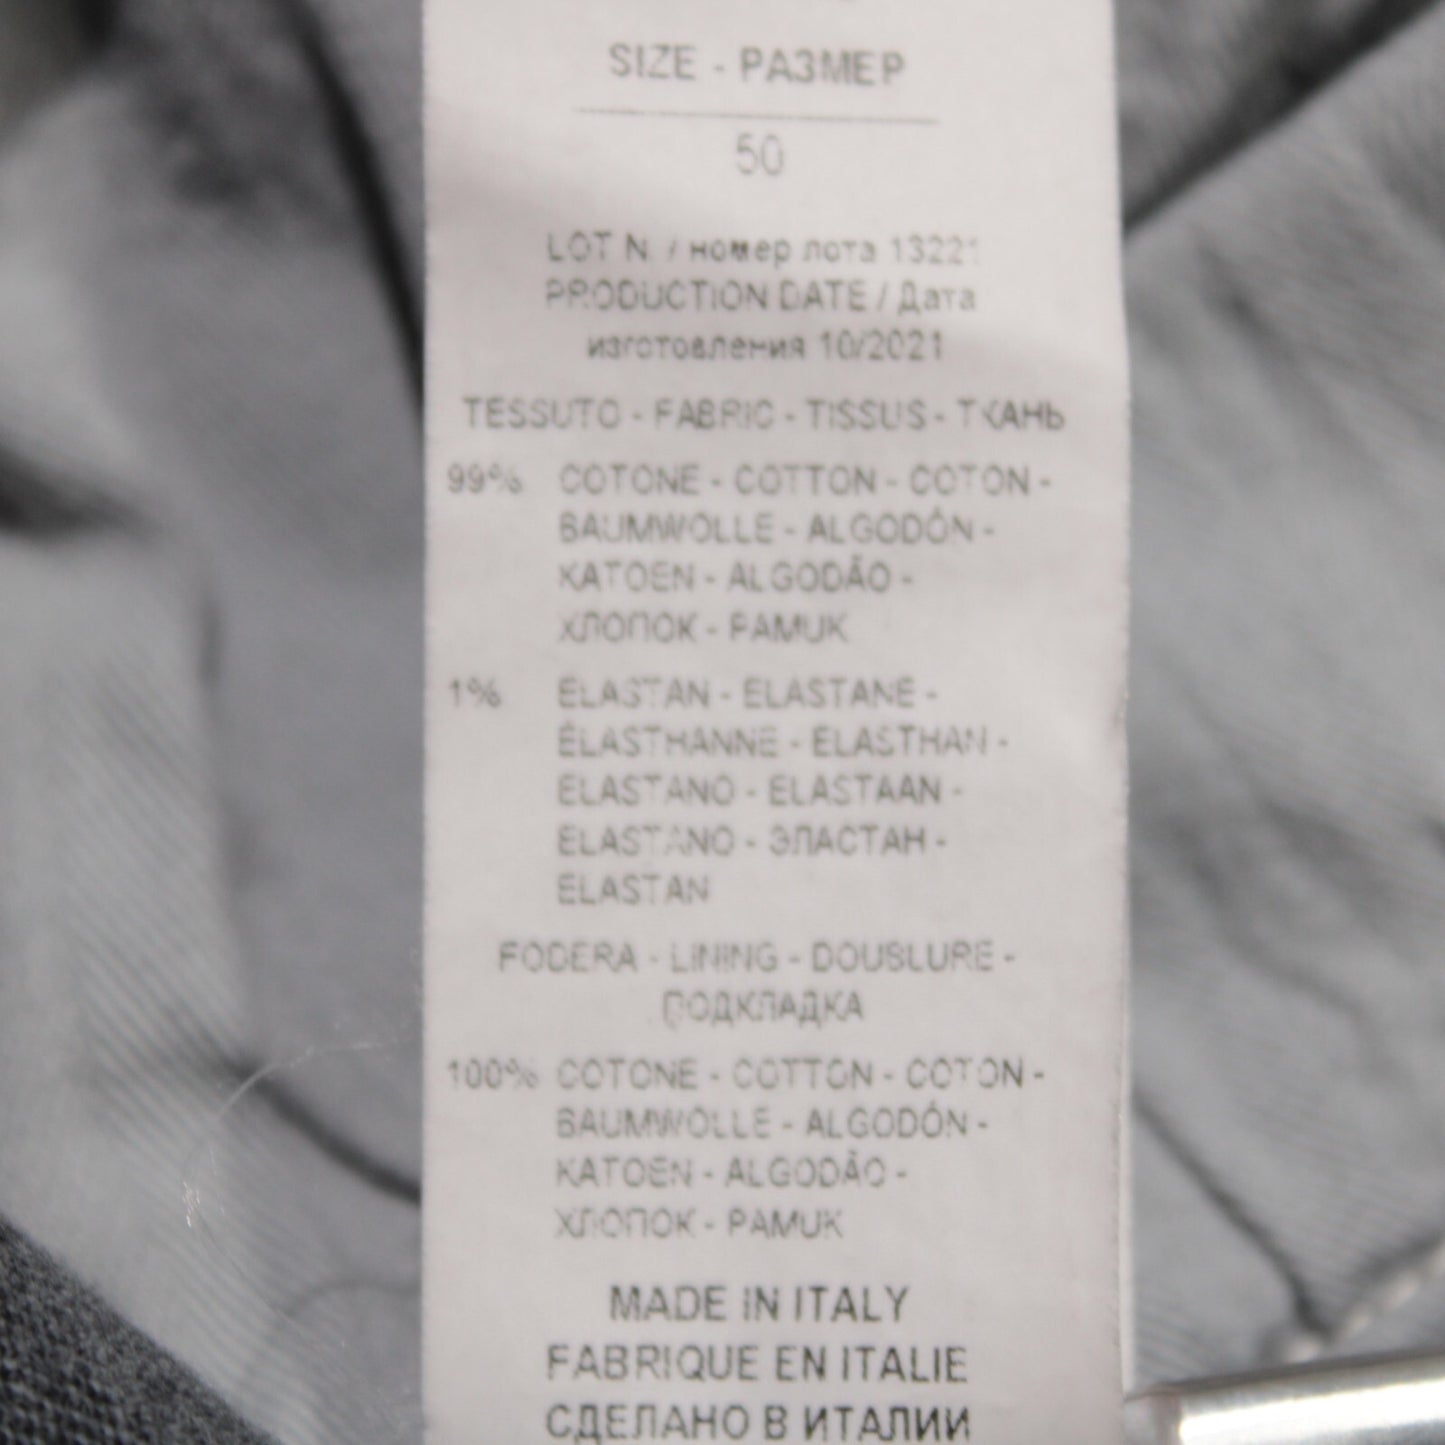 SIZE - РАЗМЕР
50
LOT N. / номер лота 13221
PRODUCTION DATE / Дата
изготовления 10/2021
TESSUTO - FABRIC - TISSUS - ТКАНЬ
99% COTONE - COTTON - COTON -
BAUMWOLLE - ALGODÓN -
KATOEN - ALGODÃO -
ХЛОПОК - PAMUK
1% ELASTAN - ELASTANE -
ÉLASTHANNE - ELASTHAN -
ELASTANO - ELASTAAN -
ELASTANO - ЭЛАСТАН -
ELASTAN
FODERA - LINING - DOUBLURE -
ПОДКЛАДКА
100% COTONE - COTTON - COTON -
BAUMWOLLE - ALGODÓN -
KATOEN - ALGODÃO -
ХЛОПОК - PAMUK
MADE IN ITALY
FABRIQUE EN ITALIE
СДЕЛАНО В ИТАЛИИ